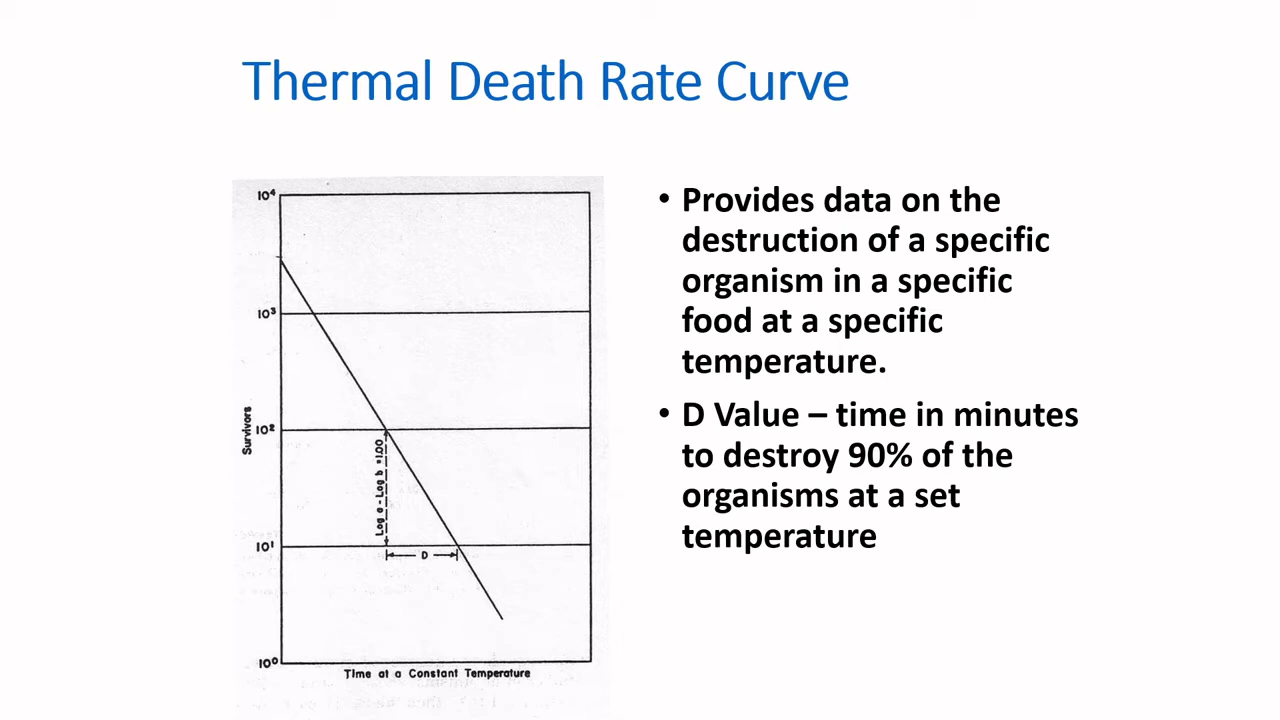 Thermal Death Rate Curve
10⁴
10³
10²
10¹
10⁰
Survivors
Log a - Log b = 1.00
D
Time at a Constant Temperature
• Provides data on the
destruction of a specific
organism in a specific
food at a specific
temperature.
• D Value – time in minutes
to destroy 90% of the
organisms at a set
temperature